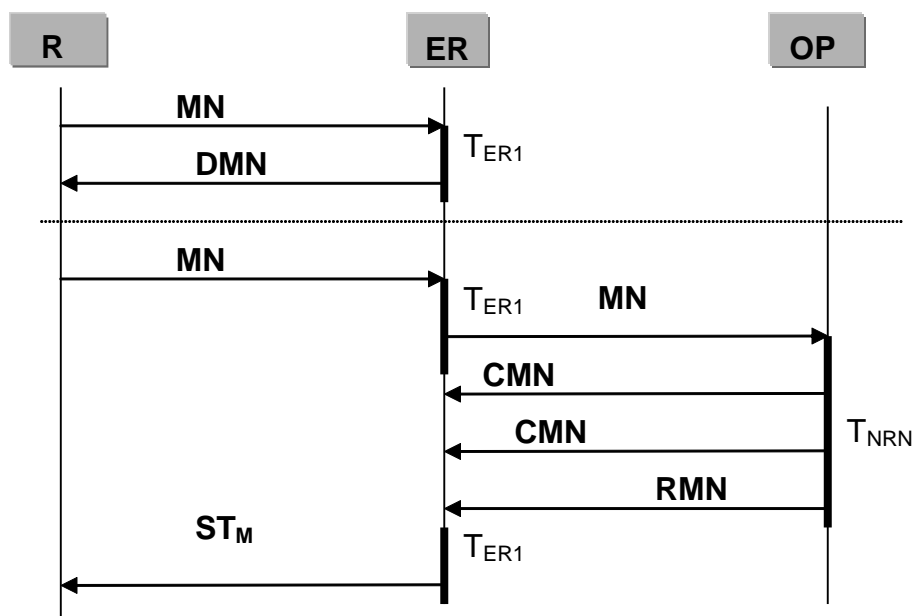 R ER OP
MN
T_ER1
DMN
MN
T_ER1
MN
CMN
CMN
T_NRN
RMN
ST_M
T_ER1